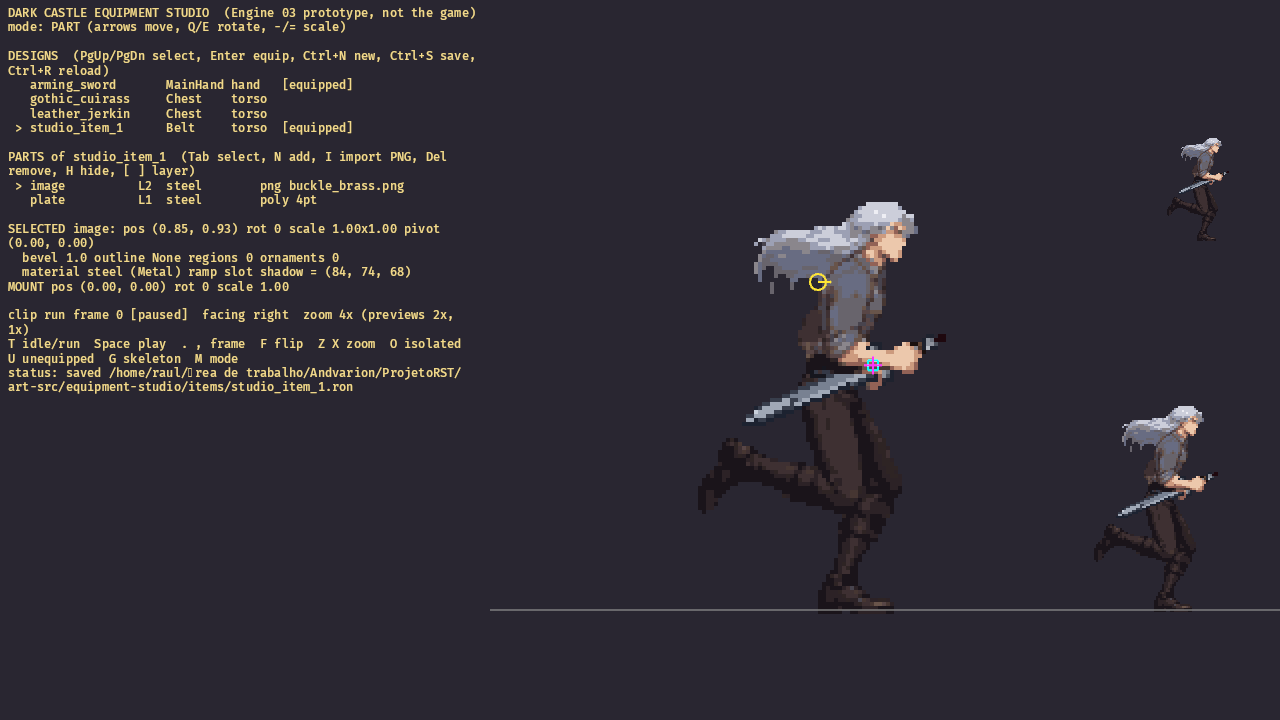 DARK CASTLE EQUIPMENT STUDIO  (Engine 03 prototype, not the game)
mode: PART (arrows move, Q/E rotate, -/= scale)
DESIGNS  (PgUp/PgDn select, Enter equip, Ctrl+N new, Ctrl+S save,
Ctrl+R reload)
arming_sword       MainHand hand   [equipped]
gothic_cuirass     Chest    torso
leather_jerkin     Chest    torso
> studio_item_1      Belt     torso  [equipped]
PARTS of studio_item_1  (Tab select, N add, I import PNG, Del
remove, H hide, [ ] layer)
> image          L2  steel        png buckle_brass.png
plate          L1  steel        poly 4pt
SELECTED image: pos (0.85, 0.93) rot 0 scale 1.00x1.00 pivot
(0.00, 0.00)
bevel 1.0 outline None regions 0 ornaments 0
material steel (Metal) ramp slot shadow = (84, 74, 68)
MOUNT pos (0.00, 0.00) rot 0 scale 1.00
clip run frame 0 [paused]  facing right  zoom 4x (previews 2x,
1x)
T idle/run  Space play  . , frame  F flip  Z X zoom  O isolated
U unequipped  G skeleton  M mode
status: saved /home/raul/▯rea de trabalho/Andvarion/ProjetoRST/
art-src/equipment-studio/items/studio_item_1.ron